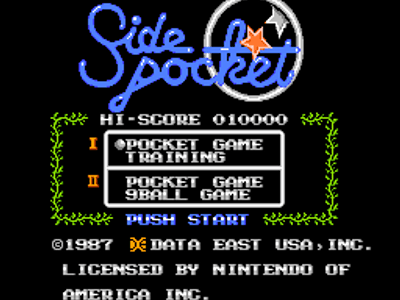 Side
pocket
HI-SCORE 010000
I POCKET GAME
TRAINING
II POCKET GAME
9BALL GAME
PUSH START
©1987 DATA EAST USA,INC.
LICENSED BY NINTENDO OF
AMERICA INC.